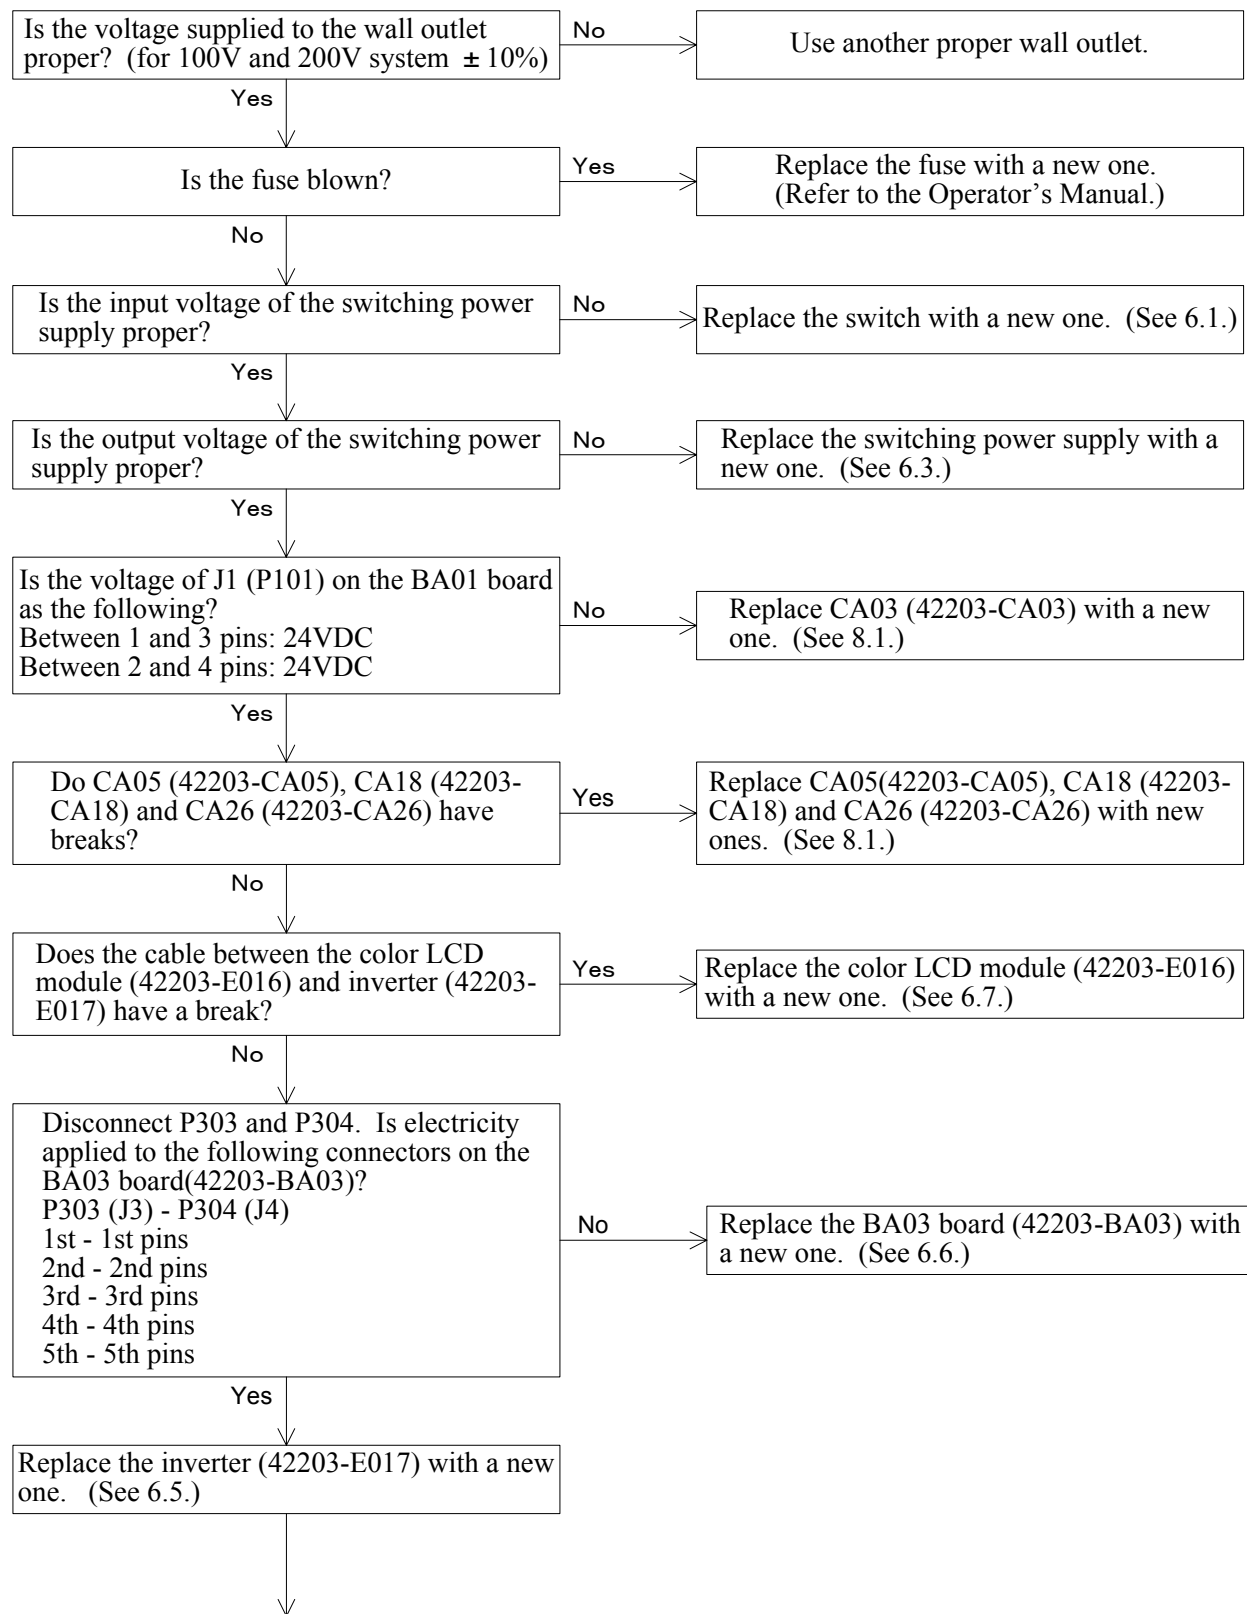 Is the voltage supplied to the wall outlet
proper?  (for 100V and 200V system  ± 10%)
No
Use another proper wall outlet.
Yes
Is the fuse blown?
Yes
Replace the fuse with a new one.
(Refer to the Operator’s Manual.)
No
Is the input voltage of the switching power
supply proper?
No
Replace the switch with a new one.  (See 6.1.)
Yes
Is the output voltage of the switching power
supply proper?
No
Replace the switching power supply with a
new one.  (See 6.3.)
Yes
Is the voltage of J1 (P101) on the BA01 board
as the following?
Between 1 and 3 pins: 24VDC
Between 2 and 4 pins: 24VDC
No
Replace CA03 (42203-CA03) with a new
one.  (See 8.1.)
Yes
Do CA05 (42203-CA05), CA18 (42203-
CA18) and CA26 (42203-CA26) have
breaks?
Yes
Replace CA05(42203-CA05), CA18 (42203-
CA18) and CA26 (42203-CA26) with new
ones.  (See 8.1.)
No
Does the cable between the color LCD
module (42203-E016) and inverter (42203-
E017) have a break?
Yes
Replace the color LCD module (42203-E016)
with a new one.  (See 6.7.)
No
Disconnect P303 and P304.  Is electricity
applied to the following connectors on the
BA03 board(42203-BA03)?
P303 (J3) - P304 (J4)
1st - 1st pins
2nd - 2nd pins
3rd - 3rd pins
4th - 4th pins
5th - 5th pins
No
Replace the BA03 board (42203-BA03) with
a new one.  (See 6.6.)
Yes
Replace the inverter (42203-E017) with a new
one.   (See 6.5.)